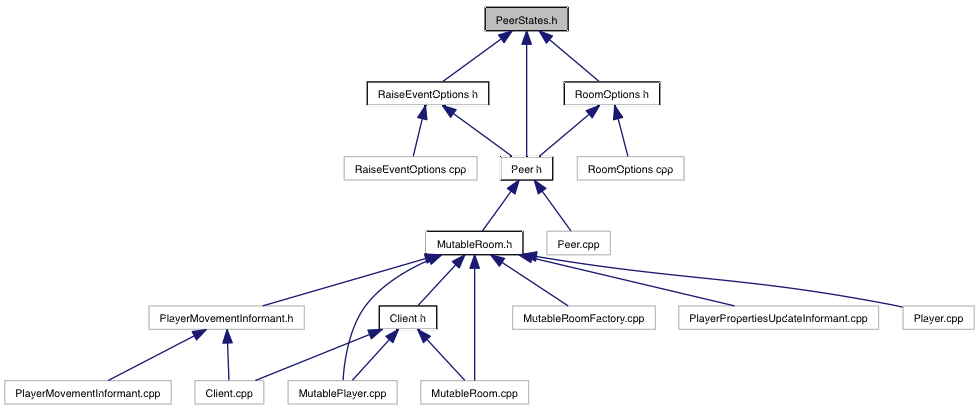 PeerStates.h
RaiseEventOptions.h
RoomOptions.h
RaiseEventOptions.cpp
Peer.h
RoomOptions.cpp
MutableRoom.h
Peer.cpp
PlayerMovementInformant.h
Client.h
MutableRoomFactory.cpp
PlayerPropertiesUpdateInformant.cpp
Player.cpp
PlayerMovementInformant.cpp
Client.cpp
MutablePlayer.cpp
MutableRoom.cpp